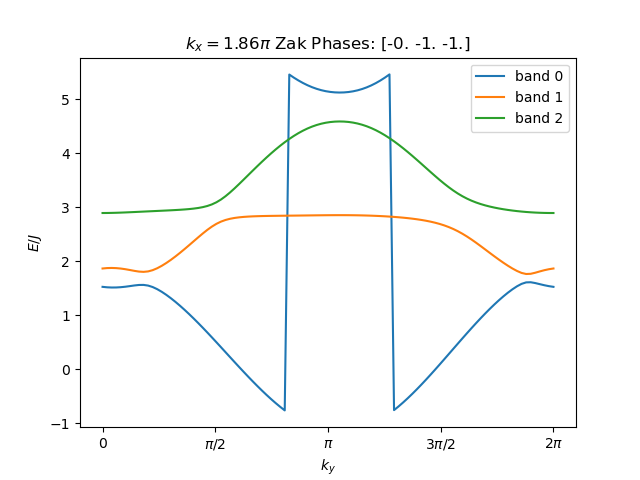 $k_x = 1.86\pi$ Zak Phases: [-0. -1. -1.]
band 0
band 1
band 2
5
4
3
2
1
0
−1
E/J
0
π/2
π
3π/2
2π
$k_y$